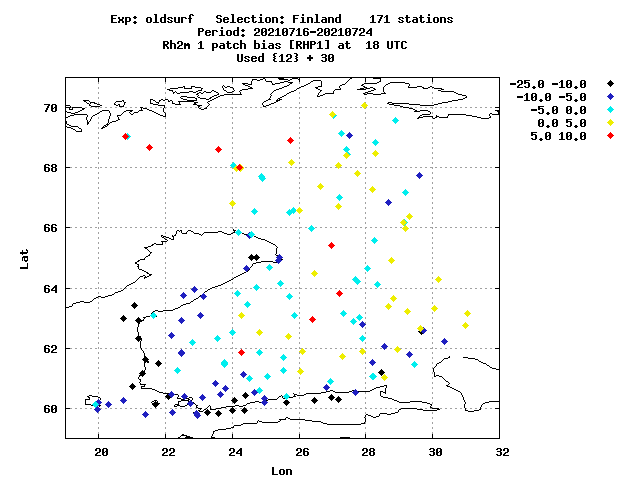 Exp: oldsurf   Selection: Finland    171 stations
Period: 20210716-20210724
Rh2m 1 patch bias [RHP1] at  18 UTC
Used {12} + 30
-25.0 -10.0
-10.0 -5.0
-5.0 0.0
0.0 5.0
5.0 10.0
70
68
66
64
62
60
Lat
20 22 24 26 28 30 32
Lon